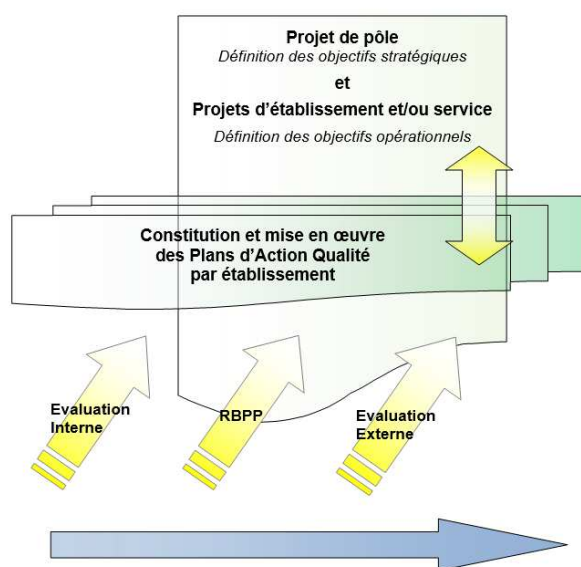 Projet de pôle
Définition des objectifs stratégiques
et
Projets d'établissement et/ou service
Définition des objectifs opérationnels
Constitution et mise en œuvre
des Plans d'Action Qualité
par établissement
Evaluation
Interne
RBPP
Evaluation
Externe